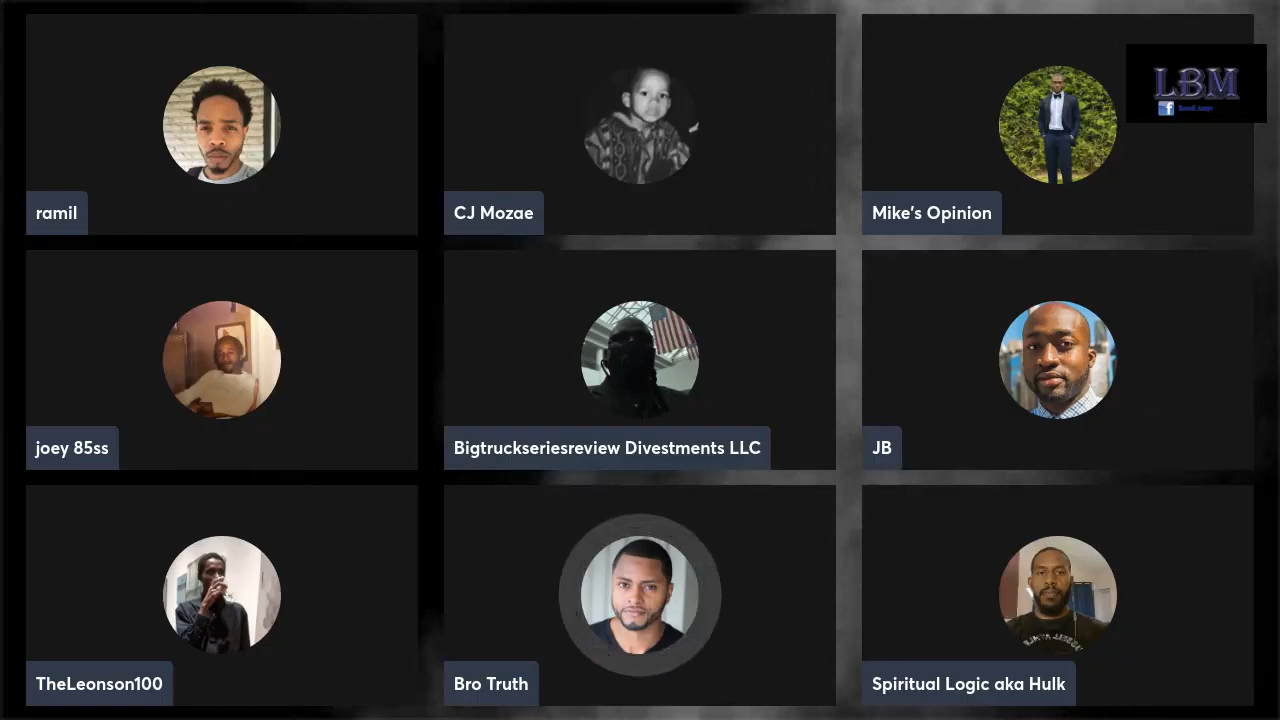 ramil
CJ Mozae
Mike's Opinion
LBM
joey 85ss
Bigtruckseriesreview Divestments LLC
JB
TheLeonson100
Bro Truth
Spiritual Logic aka Hulk